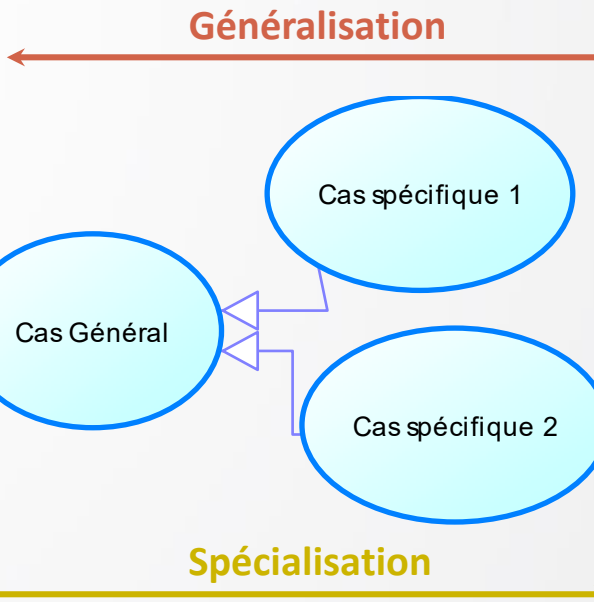 Généralisation
Cas spécifique 1
Cas Général
Cas spécifique 2
Spécialisation